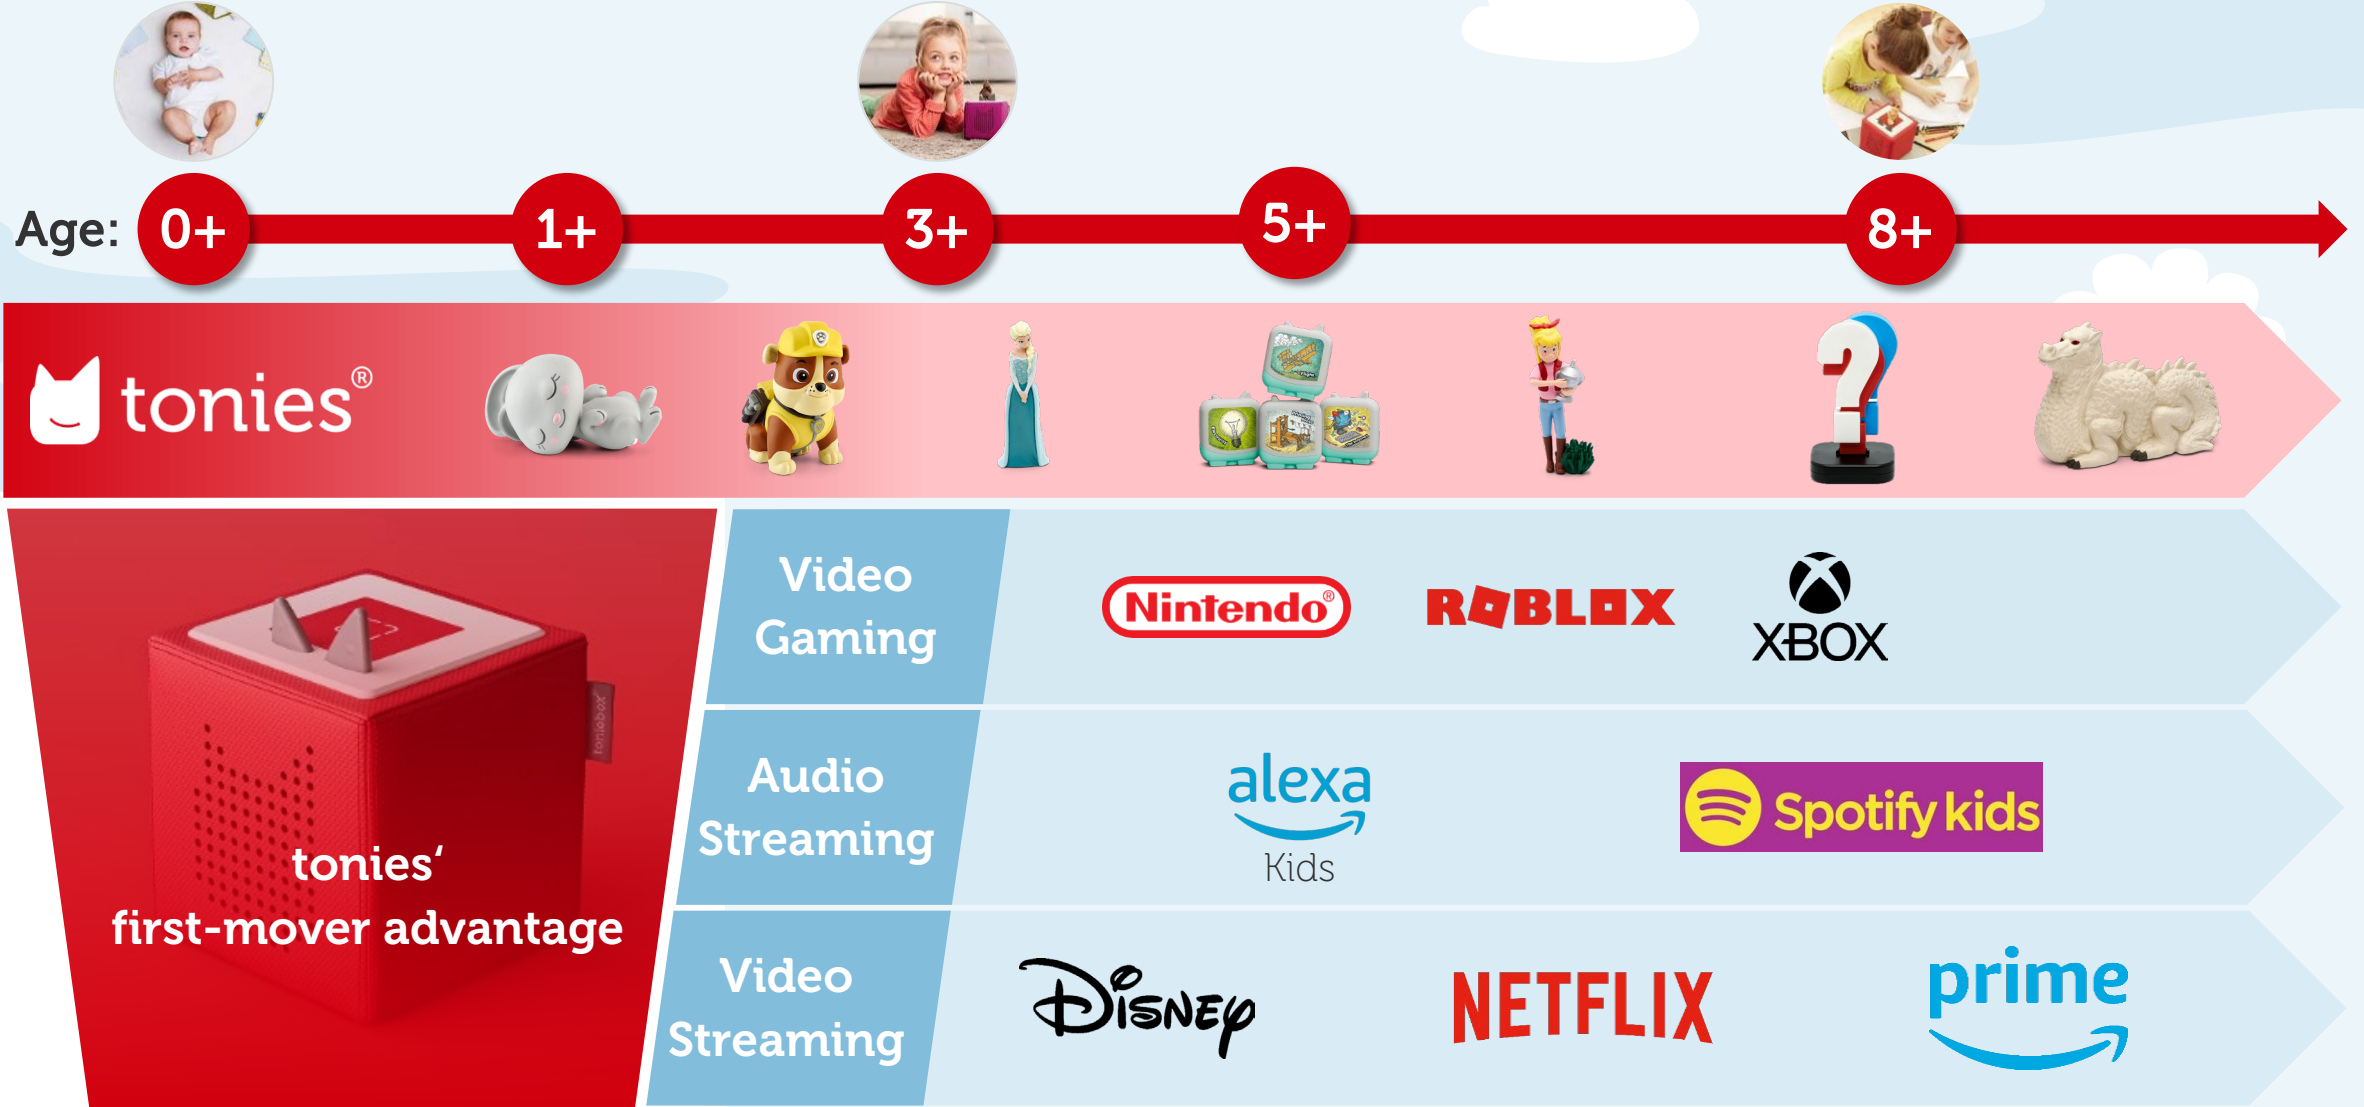 Age: 0+ 1+ 3+ 5+ 8+
tonies®
toniebox
tonies‘
first-mover advantage
Video
Gaming
Nintendo®
ROBLOX
XBOX
Audio
Streaming
alexa
Kids
Spotify kids
Video
Streaming
Disney
NETFLIX
prime